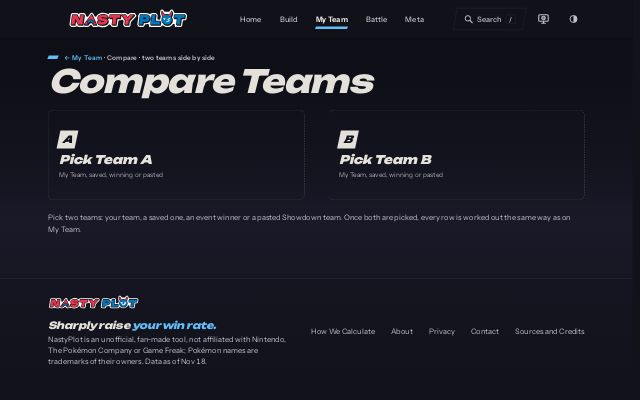 NASTY PLOT
Home Build My Team Battle Meta Search /
← My Team · Compare · two teams side by side
Compare Teams
A
Pick Team A
My Team, saved, winning or pasted
B
Pick Team B
My Team, saved, winning or pasted
Pick two teams: your team, a saved one, an event winner or a pasted Showdown team. Once both are picked, every row is worked out the same way as on
My Team.
NASTY PLOT
Sharply raise your win rate.
NastyPlot is an unofficial, fan-made tool, not affiliated with Nintendo,
The Pokémon Company or Game Freak; Pokémon names are
trademarks of their owners. Data as of Nov 18.
How We Calculate About Privacy Contact Sources and Credits